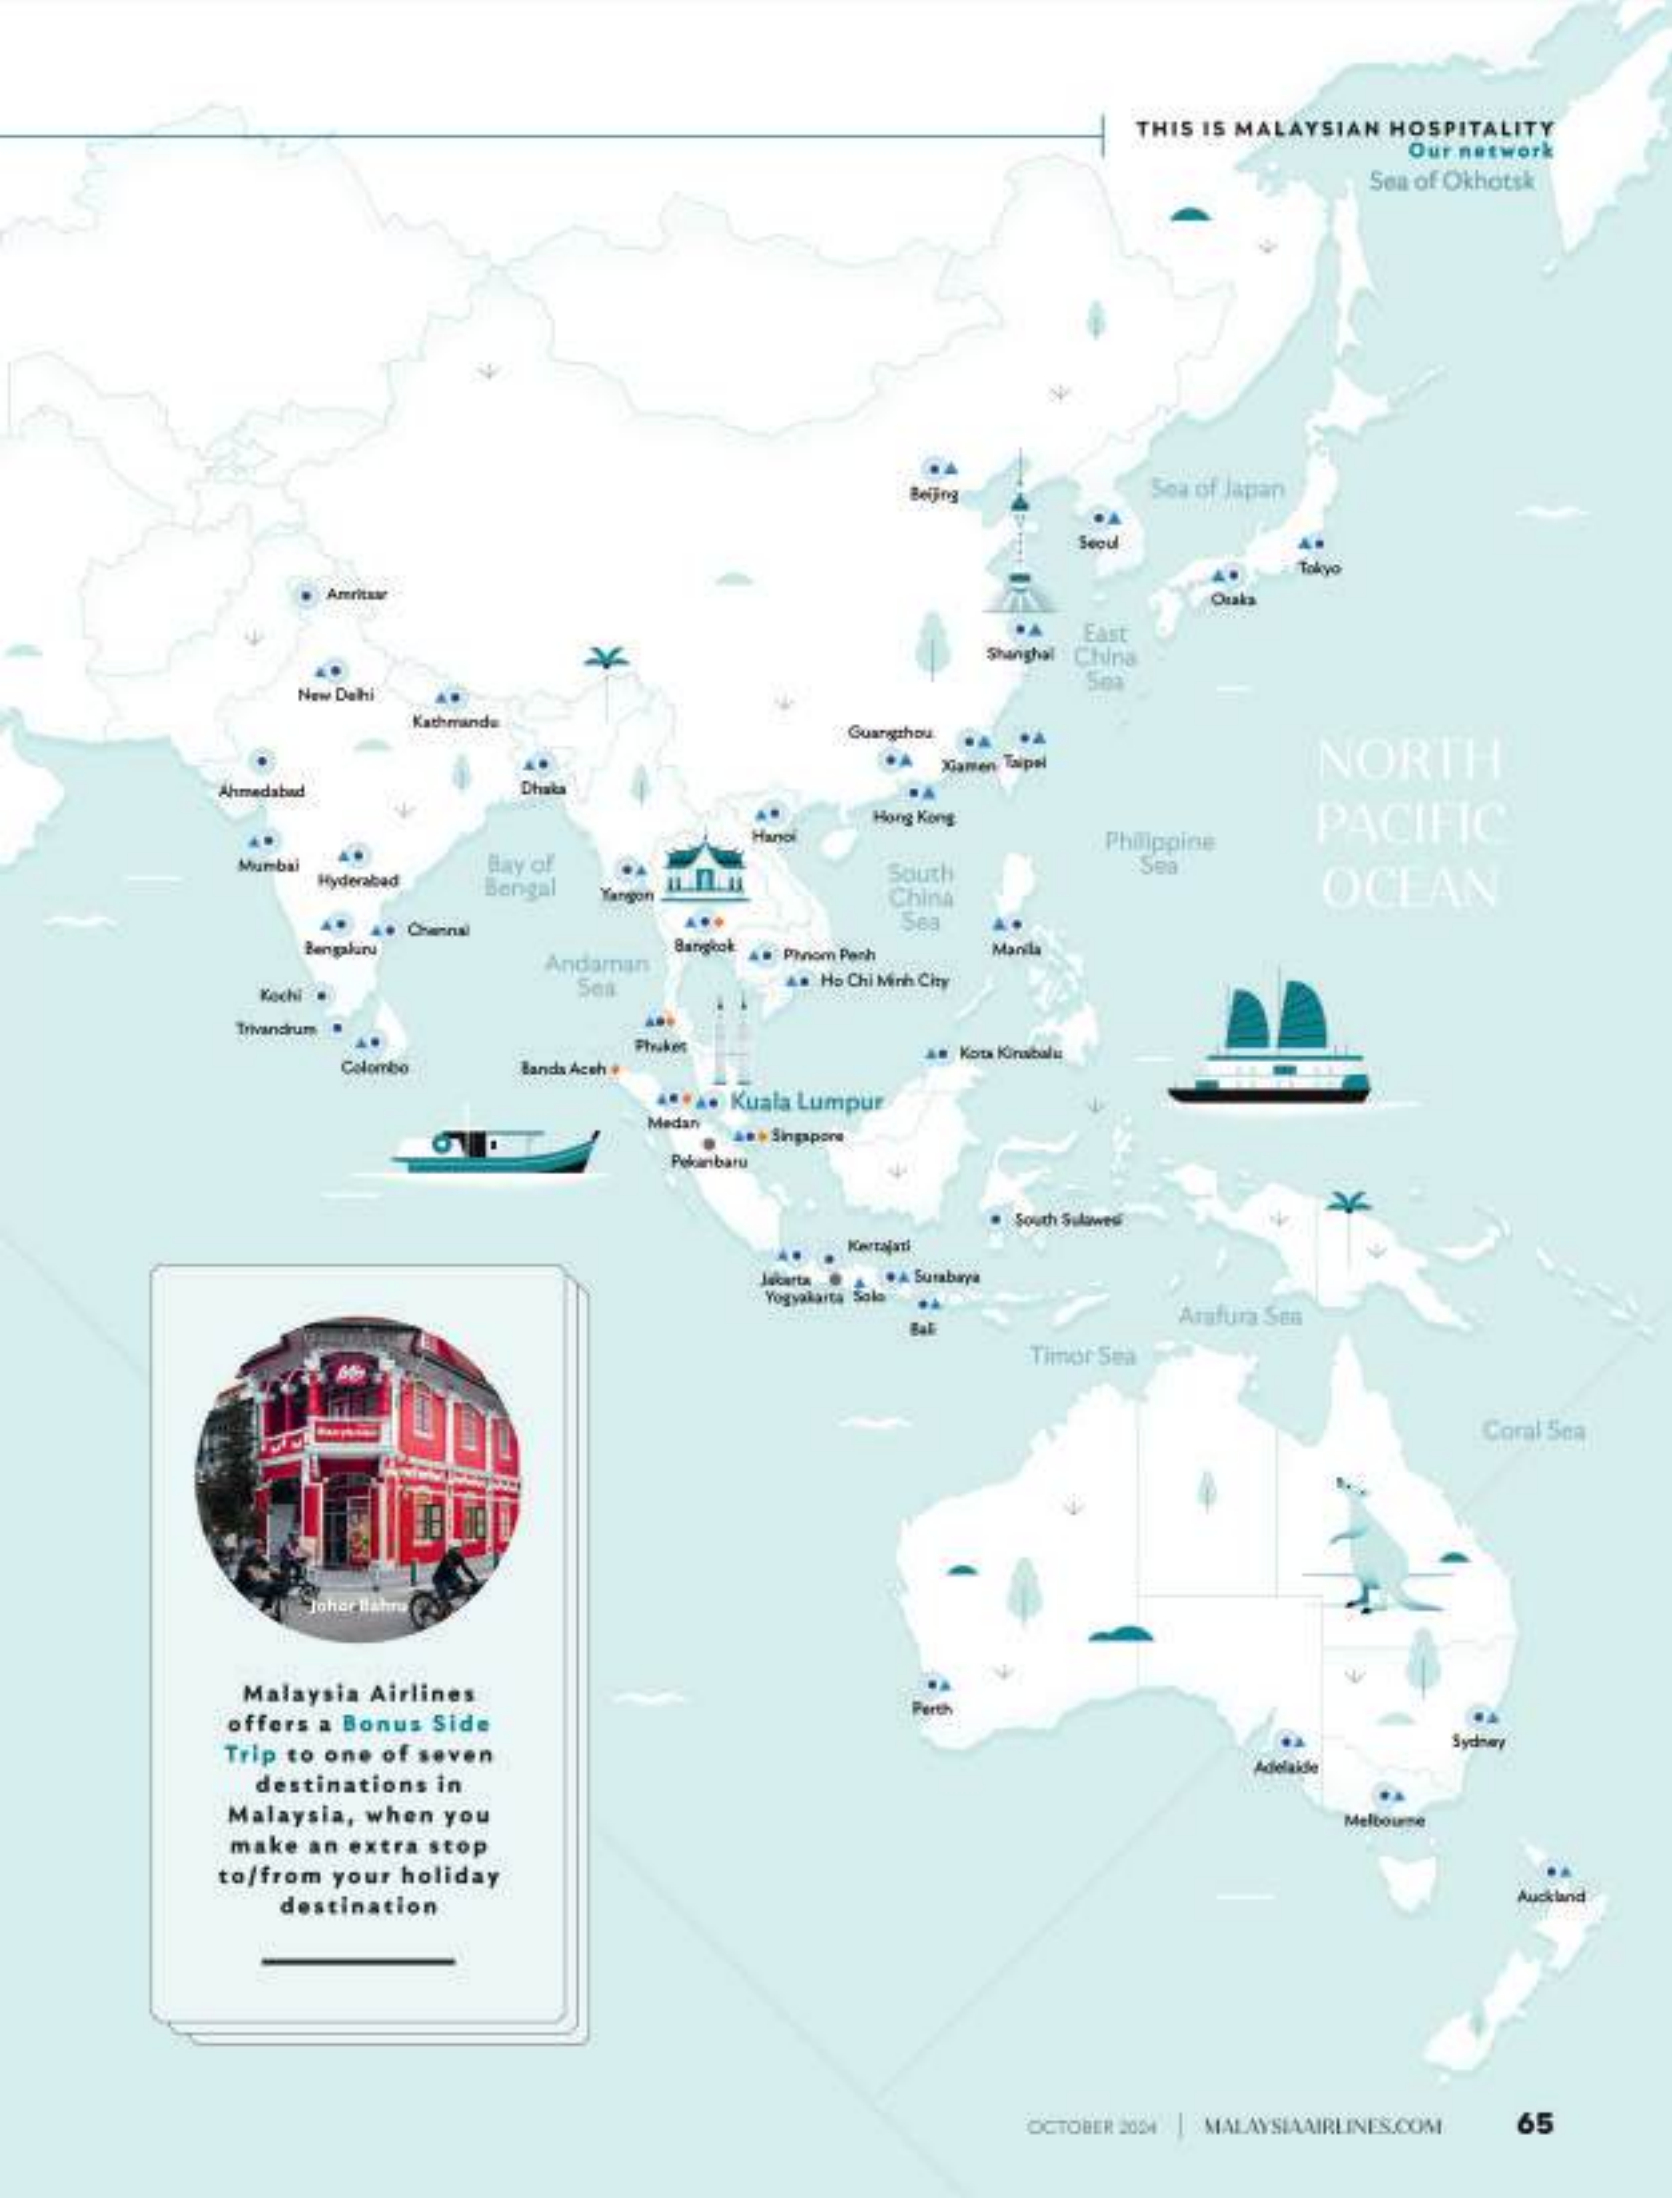 THIS IS MALAYSIAN HOSPITALITY
Our network
Sea of Okhotsk
Beijing
Sea of Japan
Seoul
Tokyo
Osaka
Amritsar
East
China
Sea
Shanghai
New Delhi
Kathmandu
Guangzhou
Xiamen
Taipei
NORTH
PACIFIC
OCEAN
Ahmedabad
Dhaka
Hong Kong
Hanoi
Philippine
Sea
Mumbai
Hyderabad
Bay of
Bengal
Yangon
South
China
Sea
Bengaluru
Chennai
Bangkok
Manila
Andaman
Sea
Phnom Penh
Ho Chi Minh City
Kochi
Trivandrum
Colombo
Phuket
Banda Aceh
Kota Kinabalu
Kuala Lumpur
Medan
Singapore
Pekanbaru
South Sulawesi
Kertajati
Jakarta
Surabaya
Yogyakarta
Solo
Bali
Arafura Sea
Timor Sea
Coral Sea
Johor Bahru
Malaysia Airlines
offers a Bonus Side
Trip to one of seven
destinations in
Malaysia, when you
make an extra stop
to/from your holiday
destination
Perth
Adelaide
Sydney
Melbourne
Auckland
OCTOBER 2024 | MALAYSIAAIRLINES.COM 65